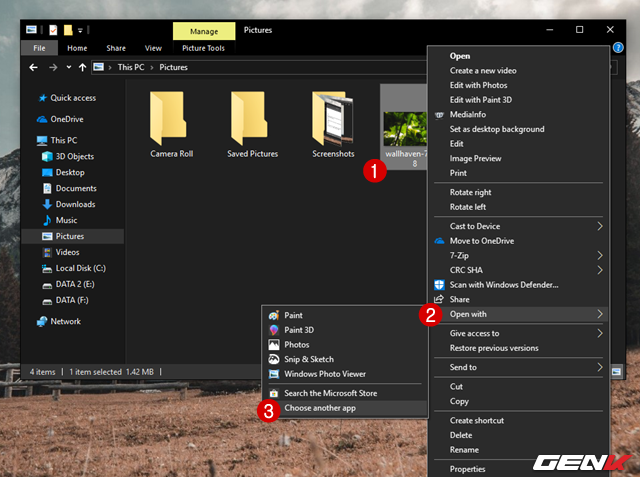 Manage
Pictures
File
Home
Share
View
Picture Tools
This PC
Pictures
Quick access
OneDrive
This PC
3D Objects
Desktop
Documents
Downloads
Music
Pictures
Videos
Local Disk (C:)
DATA 2 (E:)
DATA (F:)
Network
Camera Roll
Saved Pictures
Screenshots
wallhaven-7
8
1
Open
Create a new video
Edit with Photos
Edit with Paint 3D
MediaInfo
Set as desktop background
Edit
Image Preview
Print
Rotate right
Rotate left
Cast to Device
Move to OneDrive
7-Zip
CRC SHA
Scan with Windows Defender...
Share
2
Open with
Give access to
Restore previous versions
Send to
Cut
Copy
Create shortcut
Delete
Rename
Properties
Paint
Paint 3D
Photos
Snip & Sketch
Windows Photo Viewer
Search the Microsoft Store
3
Choose another app
4 items
1 item selected 1.42 MB
GENK